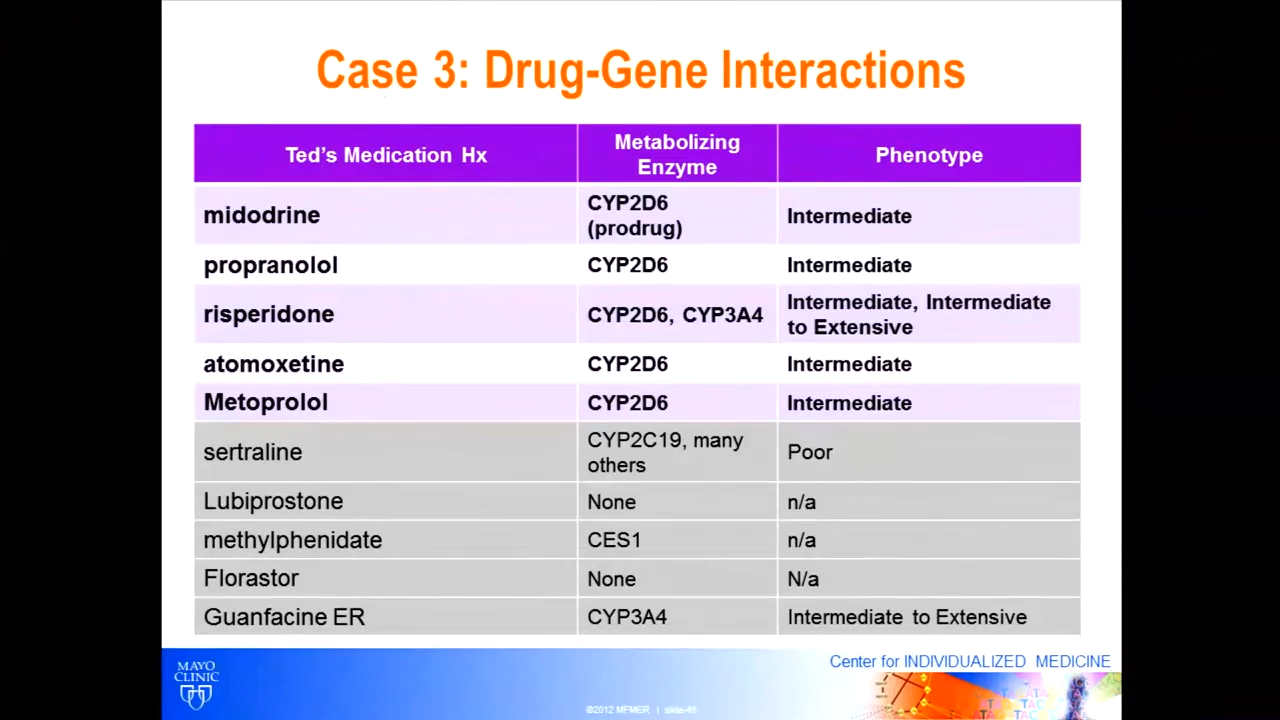 Case 3: Drug-Gene Interactions
Ted's Medication Hx
Metabolizing
Enzyme
Phenotype
midodrine
CYP2D6
(prodrug)
Intermediate
propranolol
CYP2D6
Intermediate
risperidone
CYP2D6, CYP3A4
Intermediate, Intermediate
to Extensive
atomoxetine
CYP2D6
Intermediate
Metoprolol
CYP2D6
Intermediate
sertraline
CYP2C19, many
others
Poor
Lubiprostone
None
n/a
methylphenidate
CES1
n/a
Florastor
None
N/a
Guanfacine ER
CYP3A4
Intermediate to Extensive
MAYO
CLINIC
Center for INDIVIDUALIZED MEDICINE
©2012 MFMER | slide-45